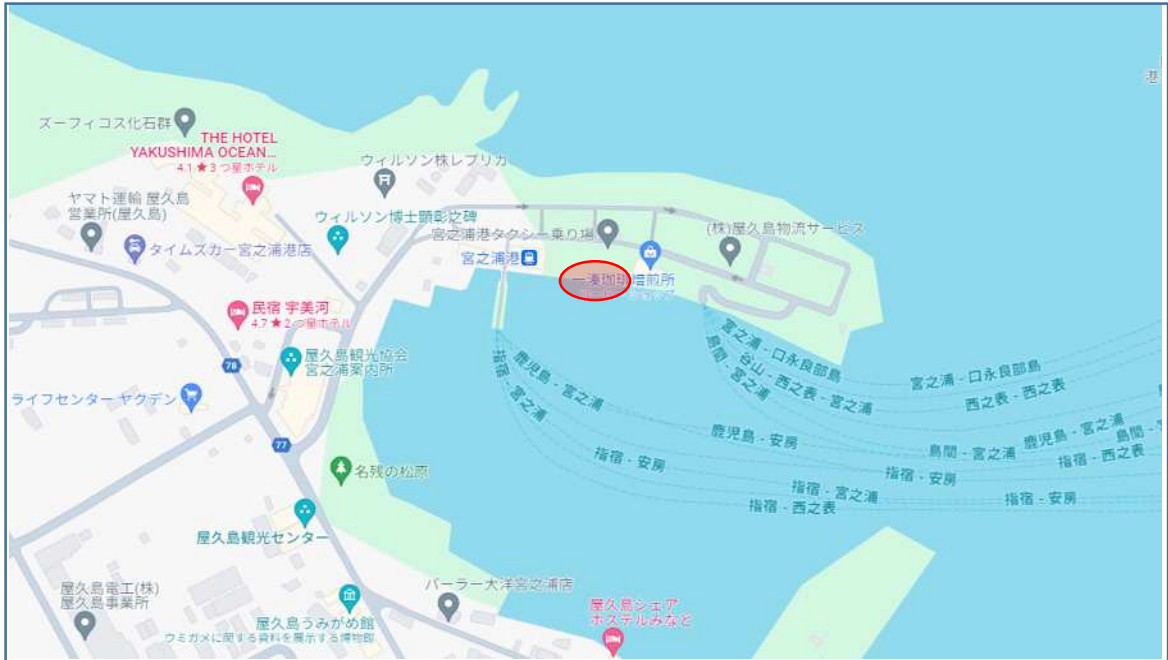 港
ズーフィコス化石群
THE HOTEL
YAKUSHIMA OCEAN...
4.1★3つ星ホテル
ウィルソン株レプリカ
ヤマト運輸 屋久島
営業所(屋久島)
タイムズカー宮之浦港店
ウィルソン博士顕彰之碑
宮之浦港タクシー乗り場
(株)屋久島物流サービス
宮之浦港
一湊珈琲焙煎所
民宿 宇美河
4.7★2つ星ホテル
屋久島観光協会
宮之浦案内所
78
ライフセンター ヤクデン
77
名残の松原
屋久島観光センター
屋久島電工(株)
屋久島事業所
屋久島うみがめ館
ウミガメに関する資料を展示する博物館
パーラー大洋宮之浦店
屋久島シェア
ホステルみなと
指宿 - 宮之浦
鹿児島 - 宮之浦
島間 - 宮之浦
谷山 - 西之表 - 宮之浦
宮之浦 - 口永良部島
宮之浦 - 口永良部島
西之表 - 西之表
鹿児島 - 安房
島間 - 宮之浦
鹿児島 - 宮之浦
島間 -
指宿 - 安房
指宿 - 安房
指宿 - 西之表
指宿 - 宮之浦
指宿 - 西之表
指宿 - 安房